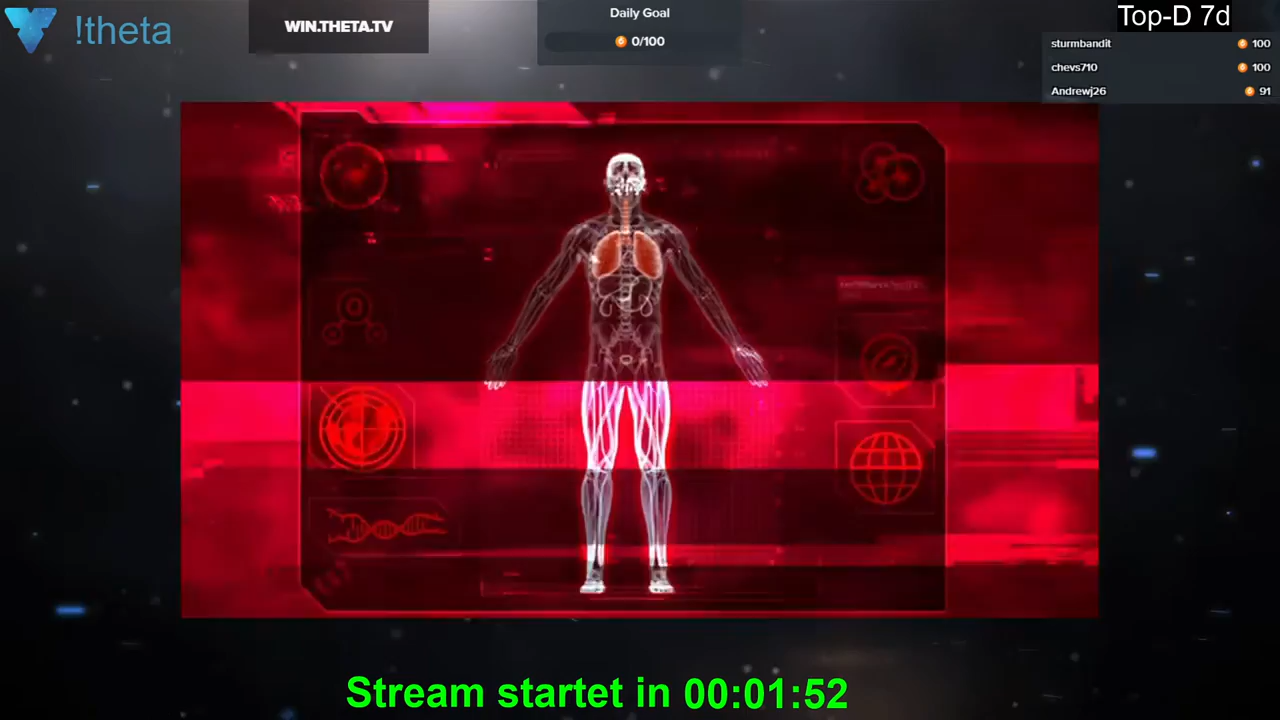 !theta
WIN.THETA.TV
Daily Goal
0/100
Top-D 7d
sturmbandit 100
chevs710 100
Andrewj26 91
Stream startet in 00:01:52